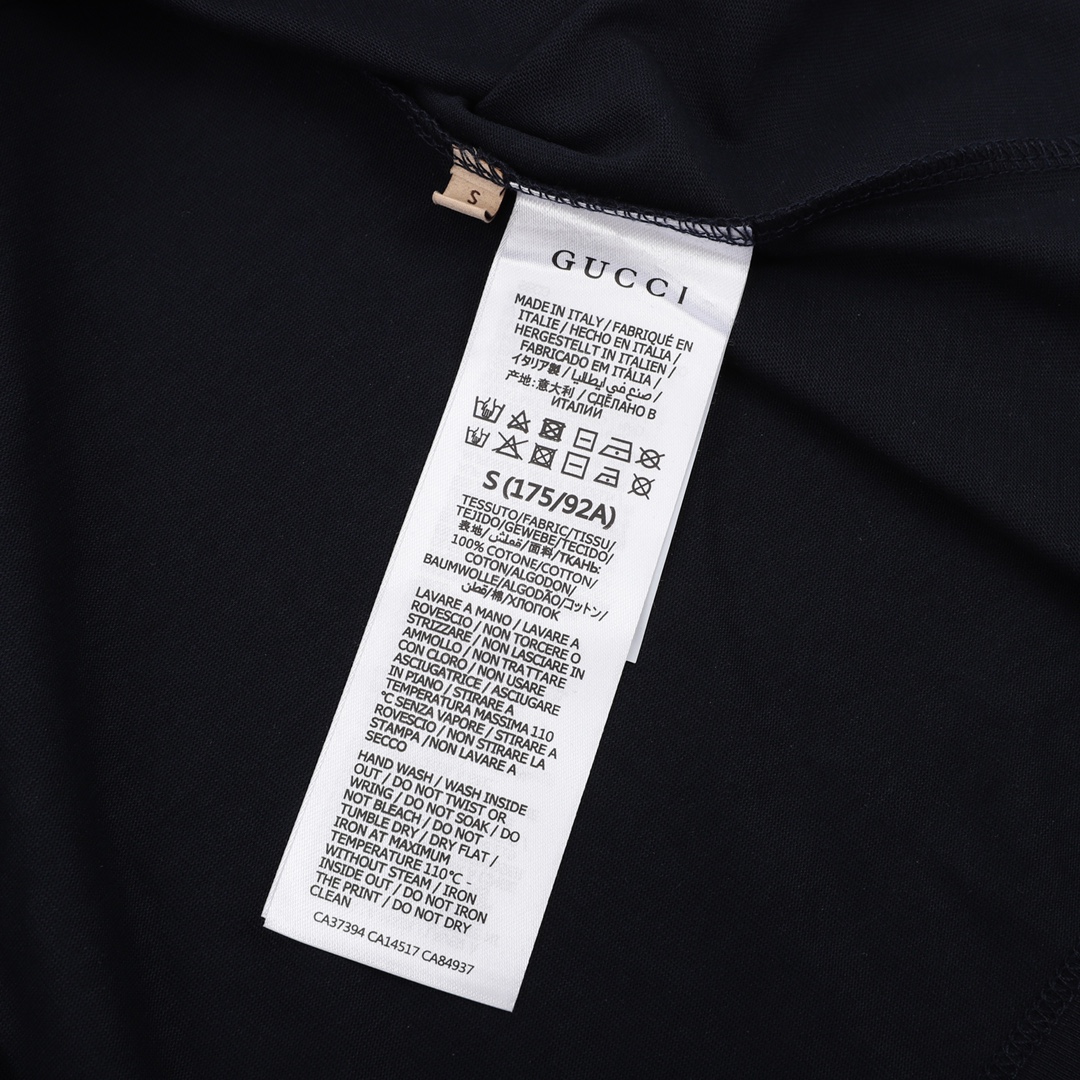 S
GUCCI
MADE IN ITALY / FABRIQUÉ EN
ITALIE / HECHO EN ITALIA /
HERGESTELLT IN ITALIEN /
FABRICADO EM ITÁLIA /
イタリア製 / صنع في ايطاليا /
产地: 意大利 / СДЕЛАНО В
ИТАЛИИ
S (175/92A)
TESSUTO/FABRIC/TISSU/
TEJIDO/GEWEBE/TECIDO/
表地/قماش/面料/ТКАНЬ:
100% COTONE/COTTON/
COTON/ALGODON/
BAUMWOLLE/ALGODÃO/コットン/
قطن/棉/ХЛОПОК
LAVARE A MANO / LAVARE A
ROVESCIO / NON TORCERE O
STRIZZARE / NON LASCIARE IN
AMMOLLO / NON TRATTARE
CON CLORO / NON USARE
ASCIUGATRICE / ASCIUGARE
IN PIANO / STIRARE A
TEMPERATURA MASSIMA 110
°C SENZA VAPORE / STIRARE A
ROVESCIO / NON STIRARE LA
STAMPA /NON LAVARE A
SECCO
HAND WASH / WASH INSIDE
OUT / DO NOT TWIST OR
WRING / DO NOT SOAK / DO
NOT BLEACH / DO NOT
TUMBLE DRY / DRY FLAT /
IRON AT MAXIMUM
TEMPERATURE 110°C -
WITHOUT STEAM / IRON
INSIDE OUT / DO NOT IRON
THE PRINT / DO NOT DRY
CLEAN
CA37394 CA14517 CA84937